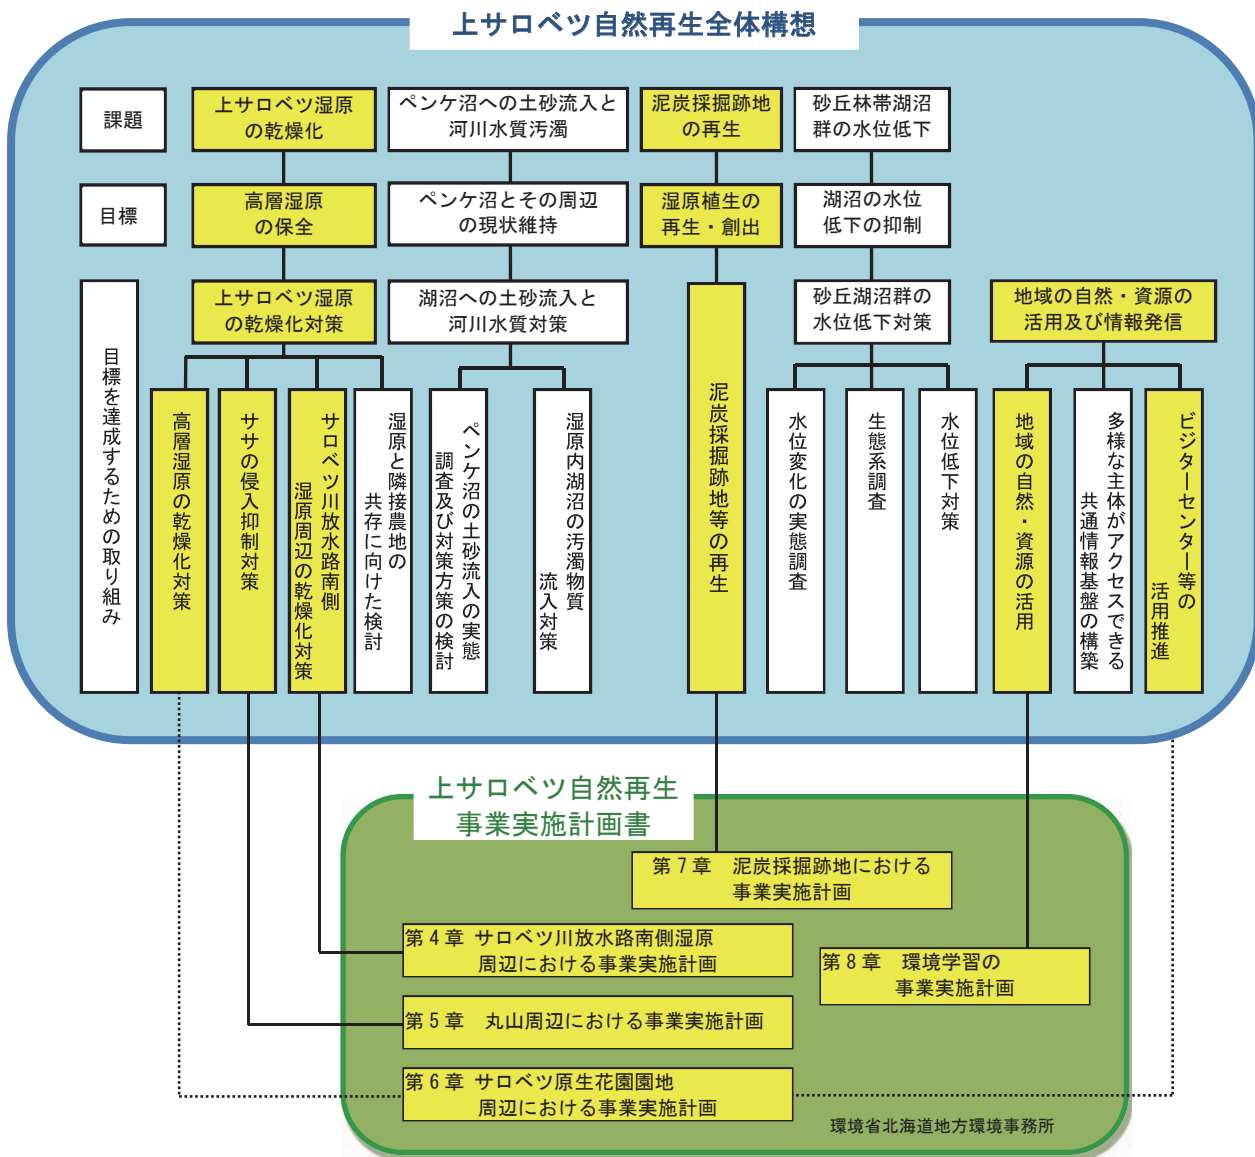 上サロベツ自然再生全体構想
課題
上サロベツ湿原
の乾燥化
ペンケ沼への土砂流入と
河川水質汚濁
泥炭採掘跡地
の再生
砂丘林帯湖沼
群の水位低下
目標
高層湿原
の保全
ペンケ沼とその周辺
の現状維持
湿原植生の
再生・創出
湖沼の水位
低下の抑制
目標を達成するための取り組み
上サロベツ湿原
の乾燥化対策
湖沼への土砂流入と
河川水質対策
砂丘湖沼群の
水位低下対策
地域の自然・資源の
活用及び情報発信
高層湿原の乾燥化対策
ササの侵入抑制対策
サロベツ川放水路南側
湿原周辺の乾燥化対策
湿原と隣接農地の
共存に向けた検討
ペンケ沼の土砂流入の実態
調査及び対策方策の検討
湿原内湖沼の汚濁物質
流入対策
泥炭採掘跡地等の再生
水位変化の実態調査
生態系調査
水位低下対策
地域の自然・資源の活用
多様な主体がアクセスできる
共通情報基盤の構築
ビジターセンター等の
活用推進
上サロベツ自然再生
事業実施計画書
第7章 泥炭採掘跡地における
事業実施計画
第4章 サロベツ川放水路南側湿原
周辺における事業実施計画
第8章 環境学習の
事業実施計画
第5章 丸山周辺における事業実施計画
第6章 サロベツ原生花園園地
周辺における事業実施計画
環境省北海道地方環境事務所